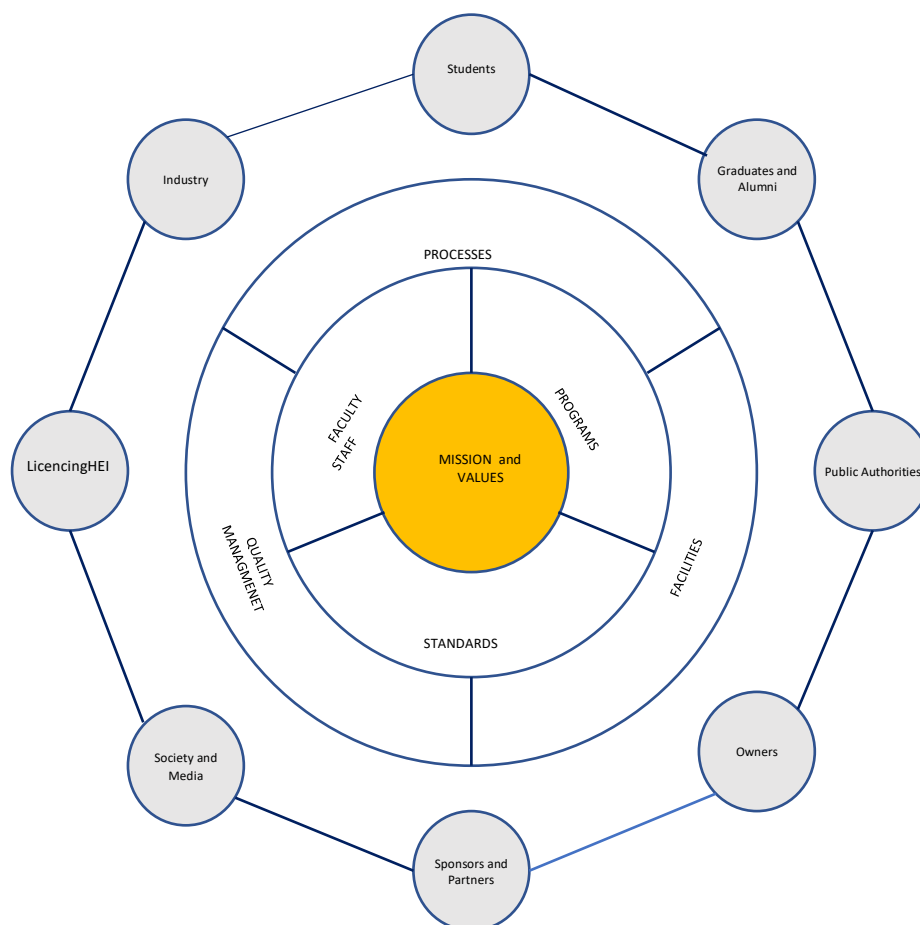 Students
Industry
Graduates and
Alumni
PROCESSES
FACULTY
STAFF
PROGRAMS
MISSION and
VALUES
LicencingHEI
Public Authorities
QUALITY
MANAGMENET
FACILITIES
STANDARDS
Society and
Media
Owners
Sponsors and
Partners